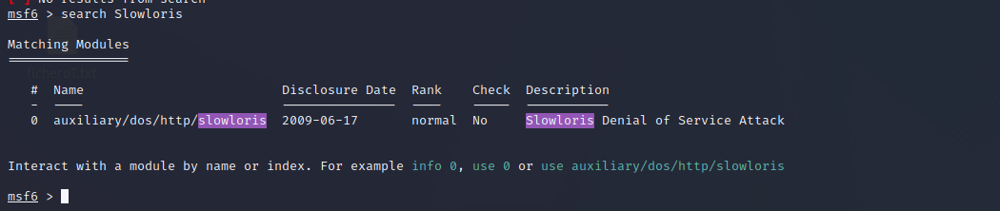 No results from search
msf6 > search Slowloris
Matching Modules
================
# Name Disclosure Date Rank Check Description
- ---- --------------- ---- ----- -----------
0 auxiliary/dos/http/slowloris 2009-06-17 normal No Slowloris Denial of Service Attack
Interact with a module by name or index. For example info 0, use 0 or use auxiliary/dos/http/slowloris
msf6 >